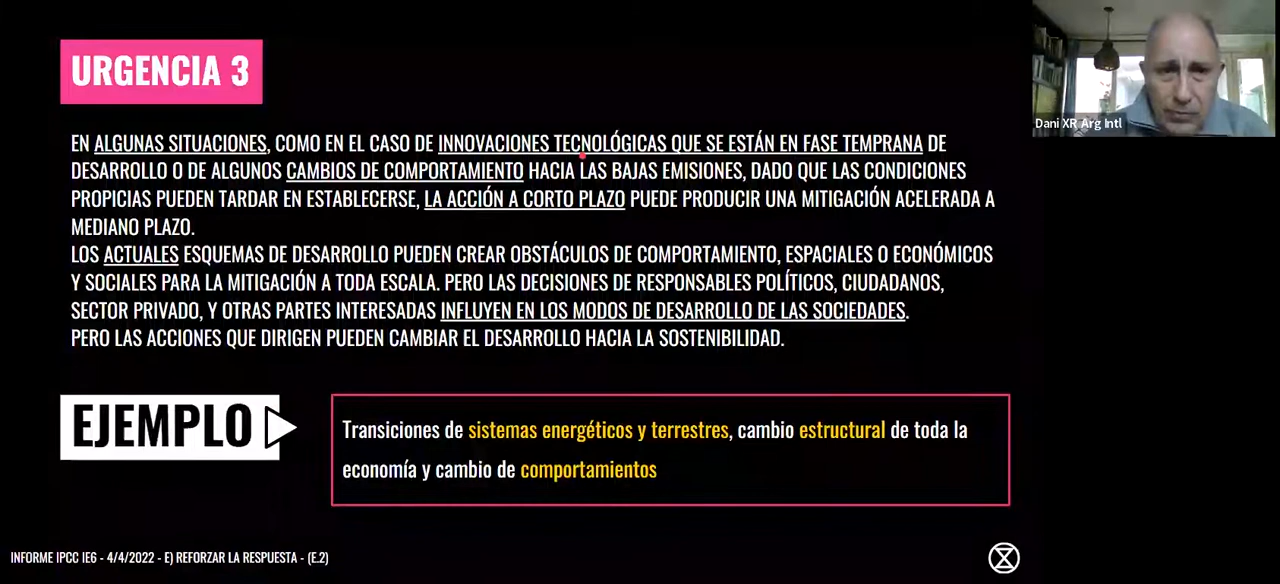 URGENCIA 3
Dani XR Arg Intl
EN ALGUNAS SITUACIONES, COMO EN EL CASO DE INNOVACIONES TECNOLÓGICAS QUE SE ESTÁN EN FASE TEMPRANA DE
DESARROLLO O DE ALGUNOS CAMBIOS DE COMPORTAMIENTO HACIA LAS BAJAS EMISIONES, DADO QUE LAS CONDICIONES
PROPICIAS PUEDEN TARDAR EN ESTABLECERSE, LA ACCIÓN A CORTO PLAZO PUEDE PRODUCIR UNA MITIGACIÓN ACELERADA A
MEDIANO PLAZO.
LOS ACTUALES ESQUEMAS DE DESARROLLO PUEDEN CREAR OBSTÁCULOS DE COMPORTAMIENTO, ESPACIALES O ECONÓMICOS
Y SOCIALES PARA LA MITIGACIÓN A TODA ESCALA. PERO LAS DECISIONES DE RESPONSABLES POLÍTICOS, CIUDADANOS,
SECTOR PRIVADO, Y OTRAS PARTES INTERESADAS INFLUYEN EN LOS MODOS DE DESARROLLO DE LAS SOCIEDADES.
PERO LAS ACCIONES QUE DIRIGEN PUEDEN CAMBIAR EL DESARROLLO HACIA LA SOSTENIBILIDAD.
EJEMPLO
Transiciones de sistemas energéticos y terrestres, cambio estructural de toda la
economía y cambio de comportamientos
INFORME IPCC IE6 - 4/4/2022 - E) REFORZAR LA RESPUESTA - (E.2)